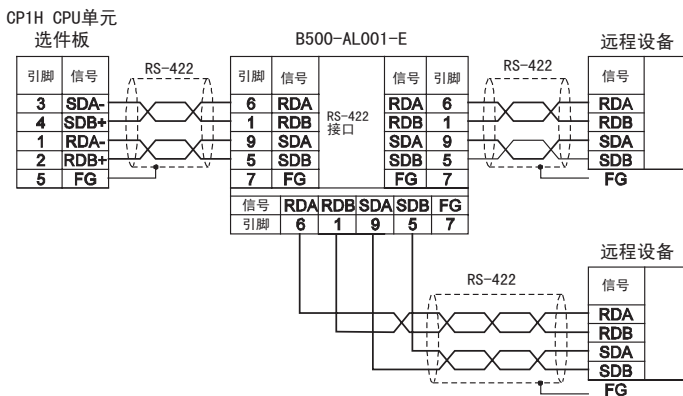 CP1H CPU单元
选件板
B500-AL001-E
远程设备
引脚 信号
RS-422
引脚 信号
信号 引脚
RS-422
信号
3 SDA-
6 RDA
RDA 6
RDA
4 SDB+
1 RDB
RS-422
接口
RDB 1
RDB
1 RDA-
9 SDA
SDA 9
SDA
2 RDB+
5 SDB
SDB 5
SDB
5 FG
7 FG
FG 7
FG
信号 RDA RDB SDA SDB FG
引脚 6 1 9 5 7
远程设备
RS-422
信号
RDA
RDB
SDA
SDB
FG